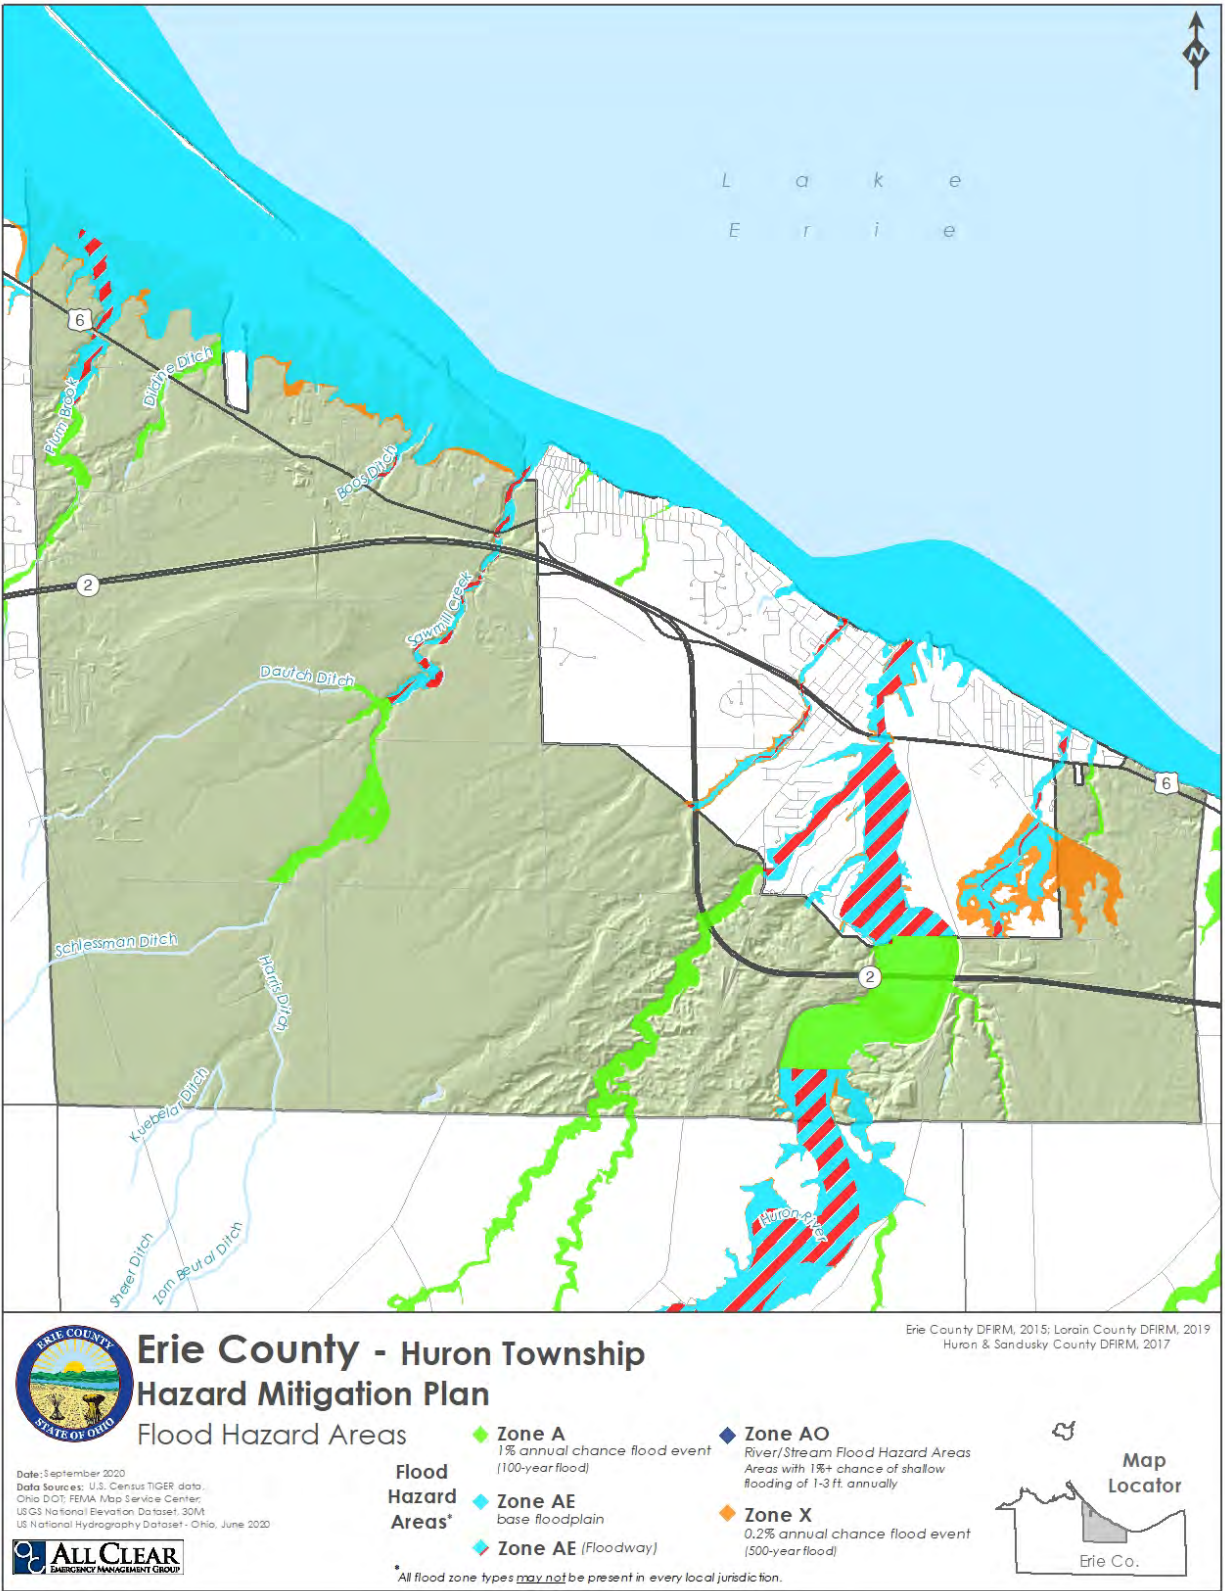 N
L a k e
E r i e
6
Plum Brook
Dildine Ditch
Boos Ditch
2
Sawmill Creek
Dautch Ditch
6
Schlessman Ditch
Harris Ditch
2
Kuebelar Ditch
Huron River
Sherer Ditch
Zorn Beutal Ditch
ERIE COUNTY
STATE OF OHIO
Erie County - Huron Township
Hazard Mitigation Plan
Flood Hazard Areas
Erie County DFIRM, 2015; Lorain County DFIRM, 2019
Huron & Sandusky County DFIRM, 2017
Date: September 2020
Data Sources: U.S. Census TIGER data,
Ohio DOT; FEMA Map Service Center;
USGS National Elevation Dataset, 30M;
US National Hydrography Dataset - Ohio, June 2020
ALL CLEAR
EMERGENCY MANAGEMENT GROUP
Flood
Hazard
Areas*
Zone A
1% annual chance flood event
(100-year flood)
Zone AE
base floodplain
Zone AE (Floodway)
Zone AO
River/Stream Flood Hazard Areas
Areas with 1%+ chance of shallow
flooding of 1-3 ft. annually
Zone X
0.2% annual chance flood event
(500-year flood)
*All flood zone types may not be present in every local jurisdiction.
Map
Locator
Erie Co.